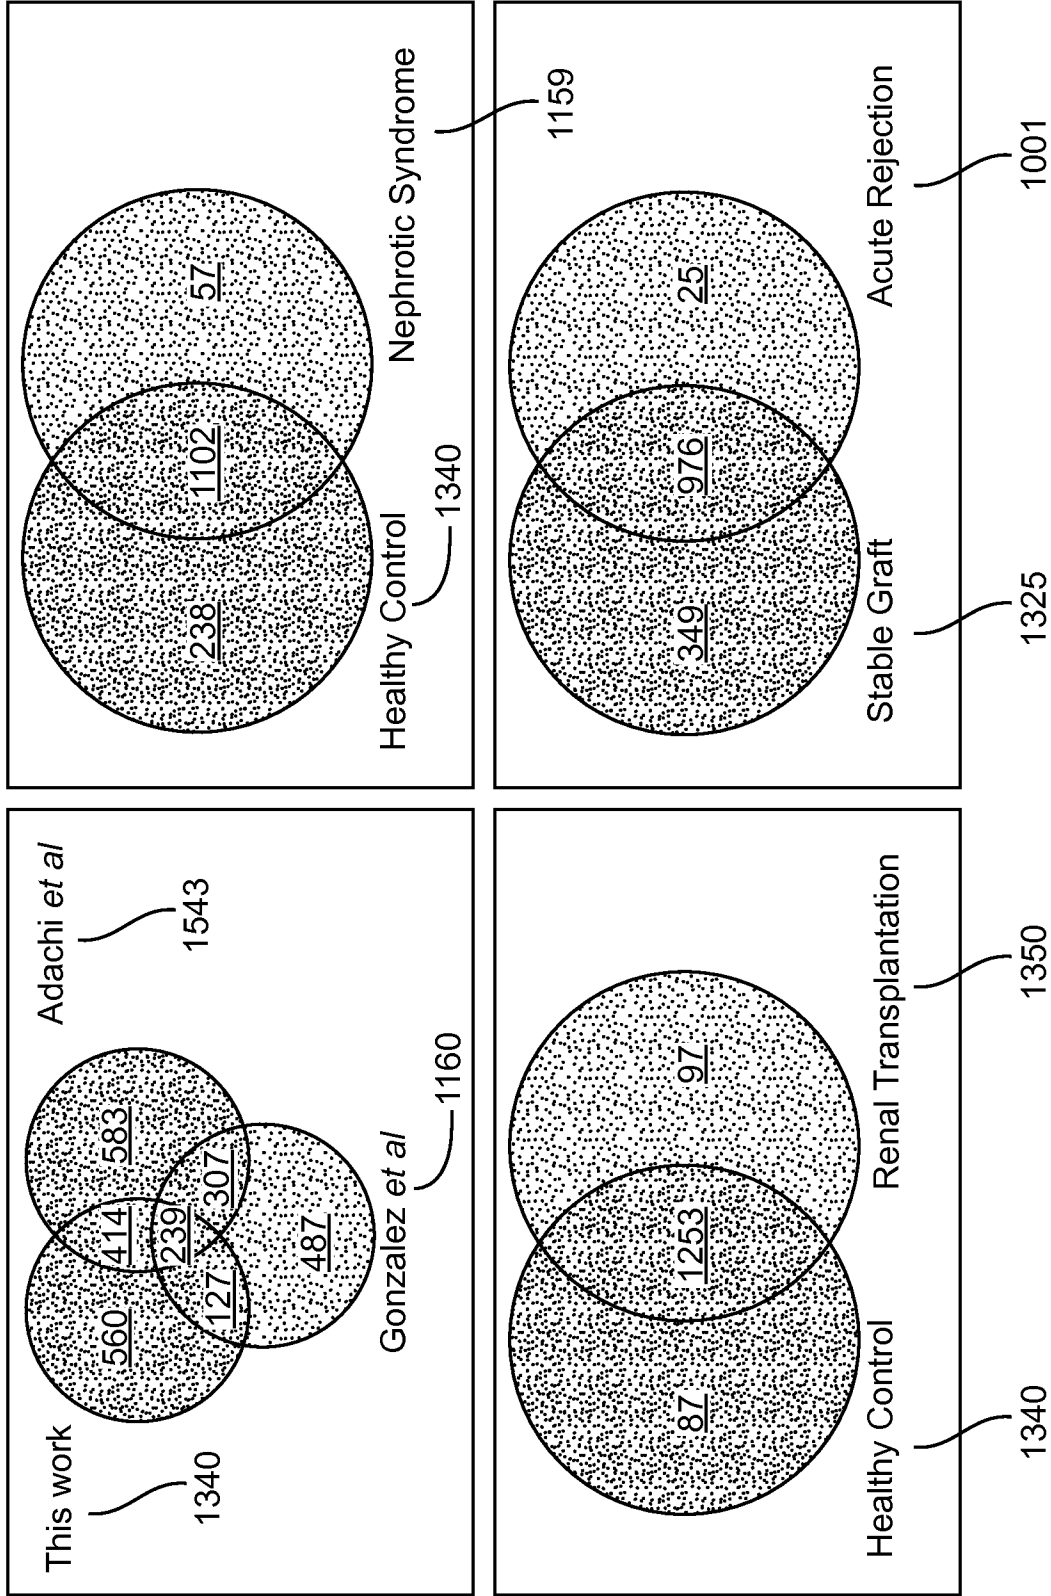 This work
1340
Adachi et al
1543
560
414
583
239
127
307
487
Gonzalez et al
1160
238
1102
57
Healthy Control
1340
Nephrotic Syndrome
1159
87
1253
97
Healthy Control
1340
Renal Transplantation
1350
349
976
25
Stable Graft
1325
Acute Rejection
1001